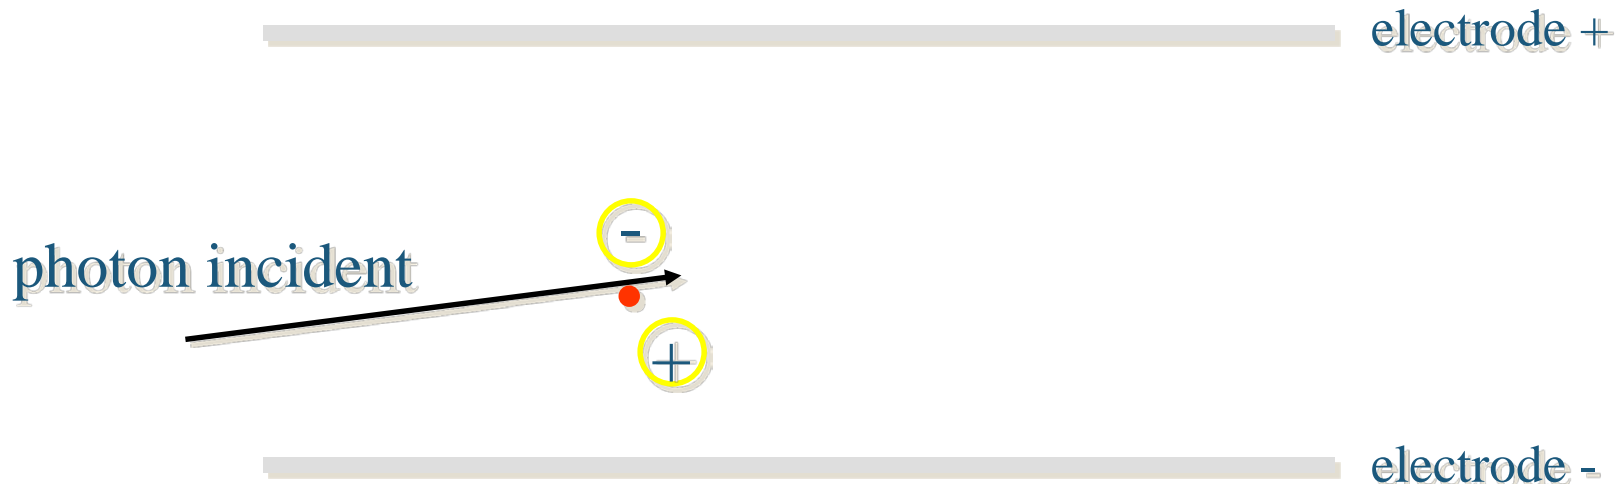 electrode +
-
photon incident
+
electrode -